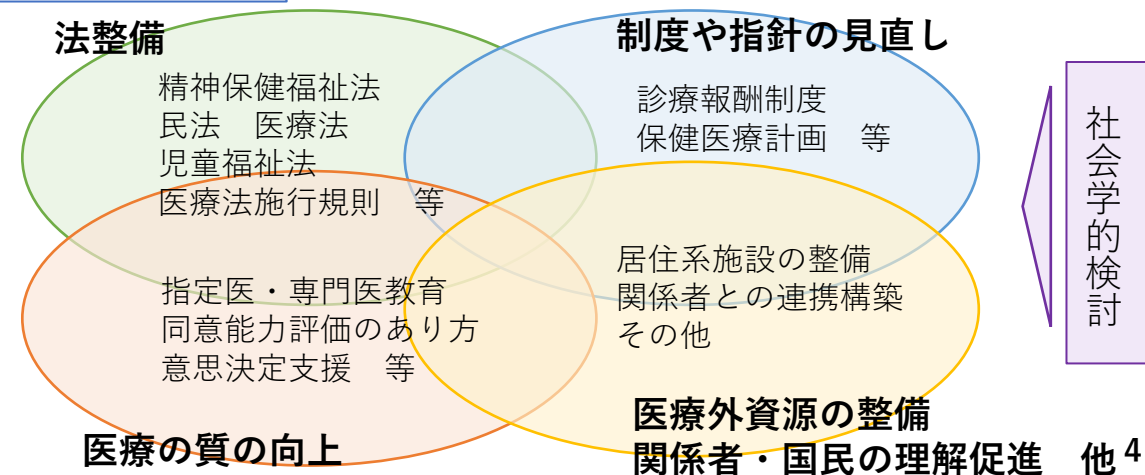 法整備
精神保健福祉法
民法　医療法
児童福祉法
医療法施行規則　等
制度や指針の見直し
診療報酬制度
保健医療計画　等
指定医・専門医教育
同意能力評価のあり方
意思決定支援　等
医療の質の向上
居住系施設の整備
関係者との連携構築
その他
医療外資源の整備
関係者・国民の理解促進　他
社会学的検討
4